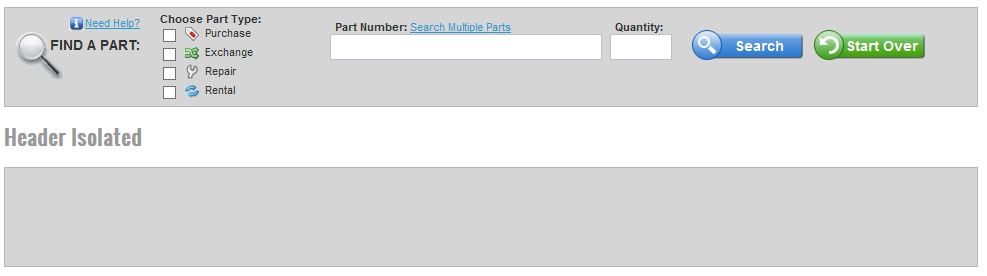 Need Help?
FIND A PART:
Choose Part Type:
Purchase
Exchange
Repair
Rental
Part Number: Search Multiple Parts
Quantity:
Search
Start Over
Header Isolated